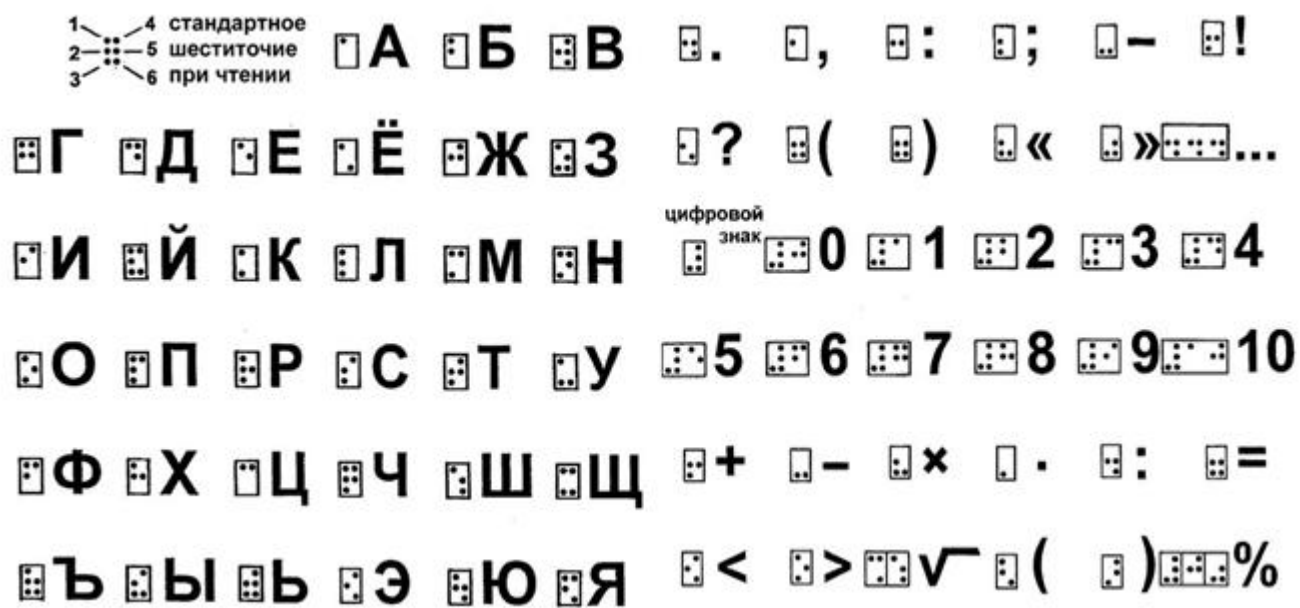 1 4 стандартное
2 5 шеститочие
3 6 при чтении
А Б В . , : ; – !
Г Д Е Ё Ж З ? ( ) « » ...
цифровой
знак
И Й К Л М Н 0 1 2 3 4
О П Р С Т У 5 6 7 8 9 10
Ф Х Ц Ч Ш Щ + – × · : =
Ъ Ы Ь Э Ю Я < > √ ( ) %